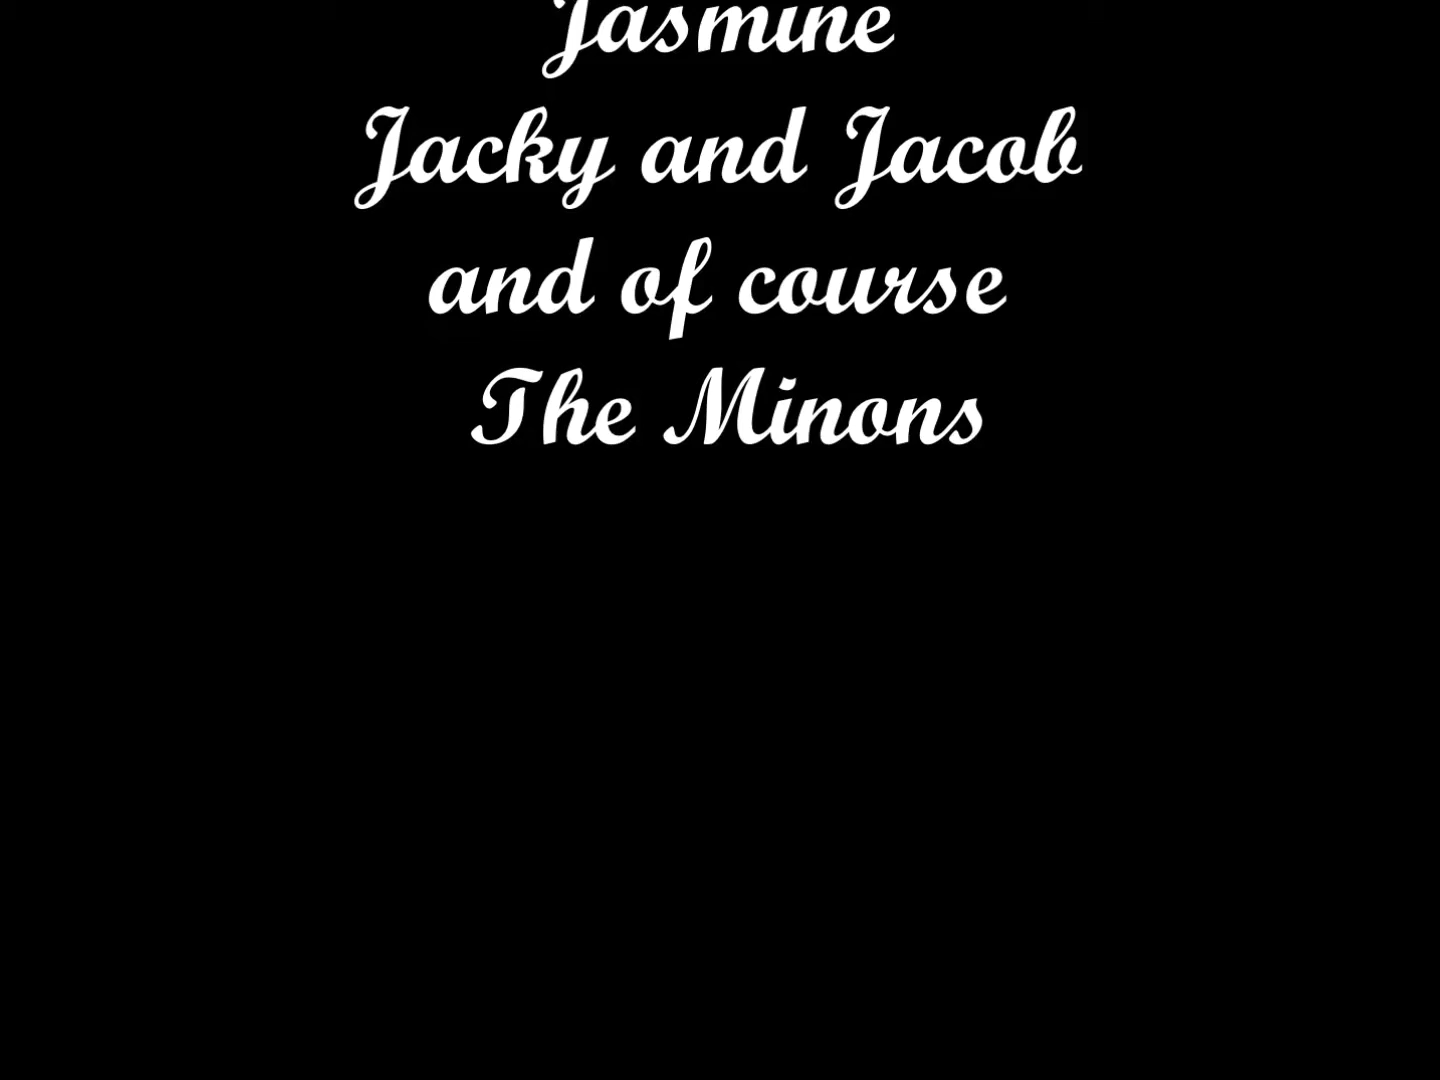 Jasmine
Jacky and Jacob
and of course
The Minons